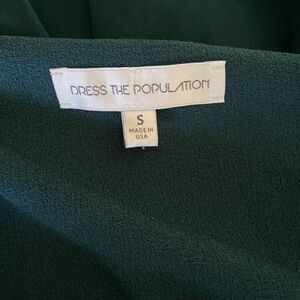 DRESS THE POPULATION
S
MADE IN
USA